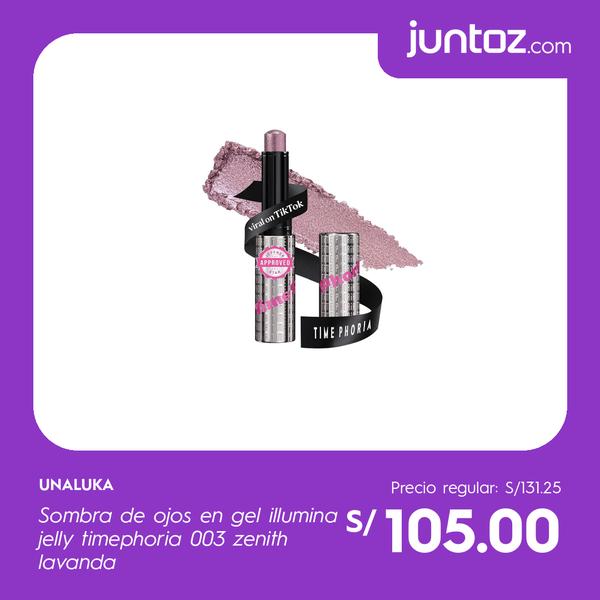 juntoz.com
viral on TikTok
APPROVED
TIME PHORIA
UNALUKA
Sombra de ojos en gel illumina
jelly timephoria 003 zenith
lavanda
Precio regular: S/131.25
S/ 105.00